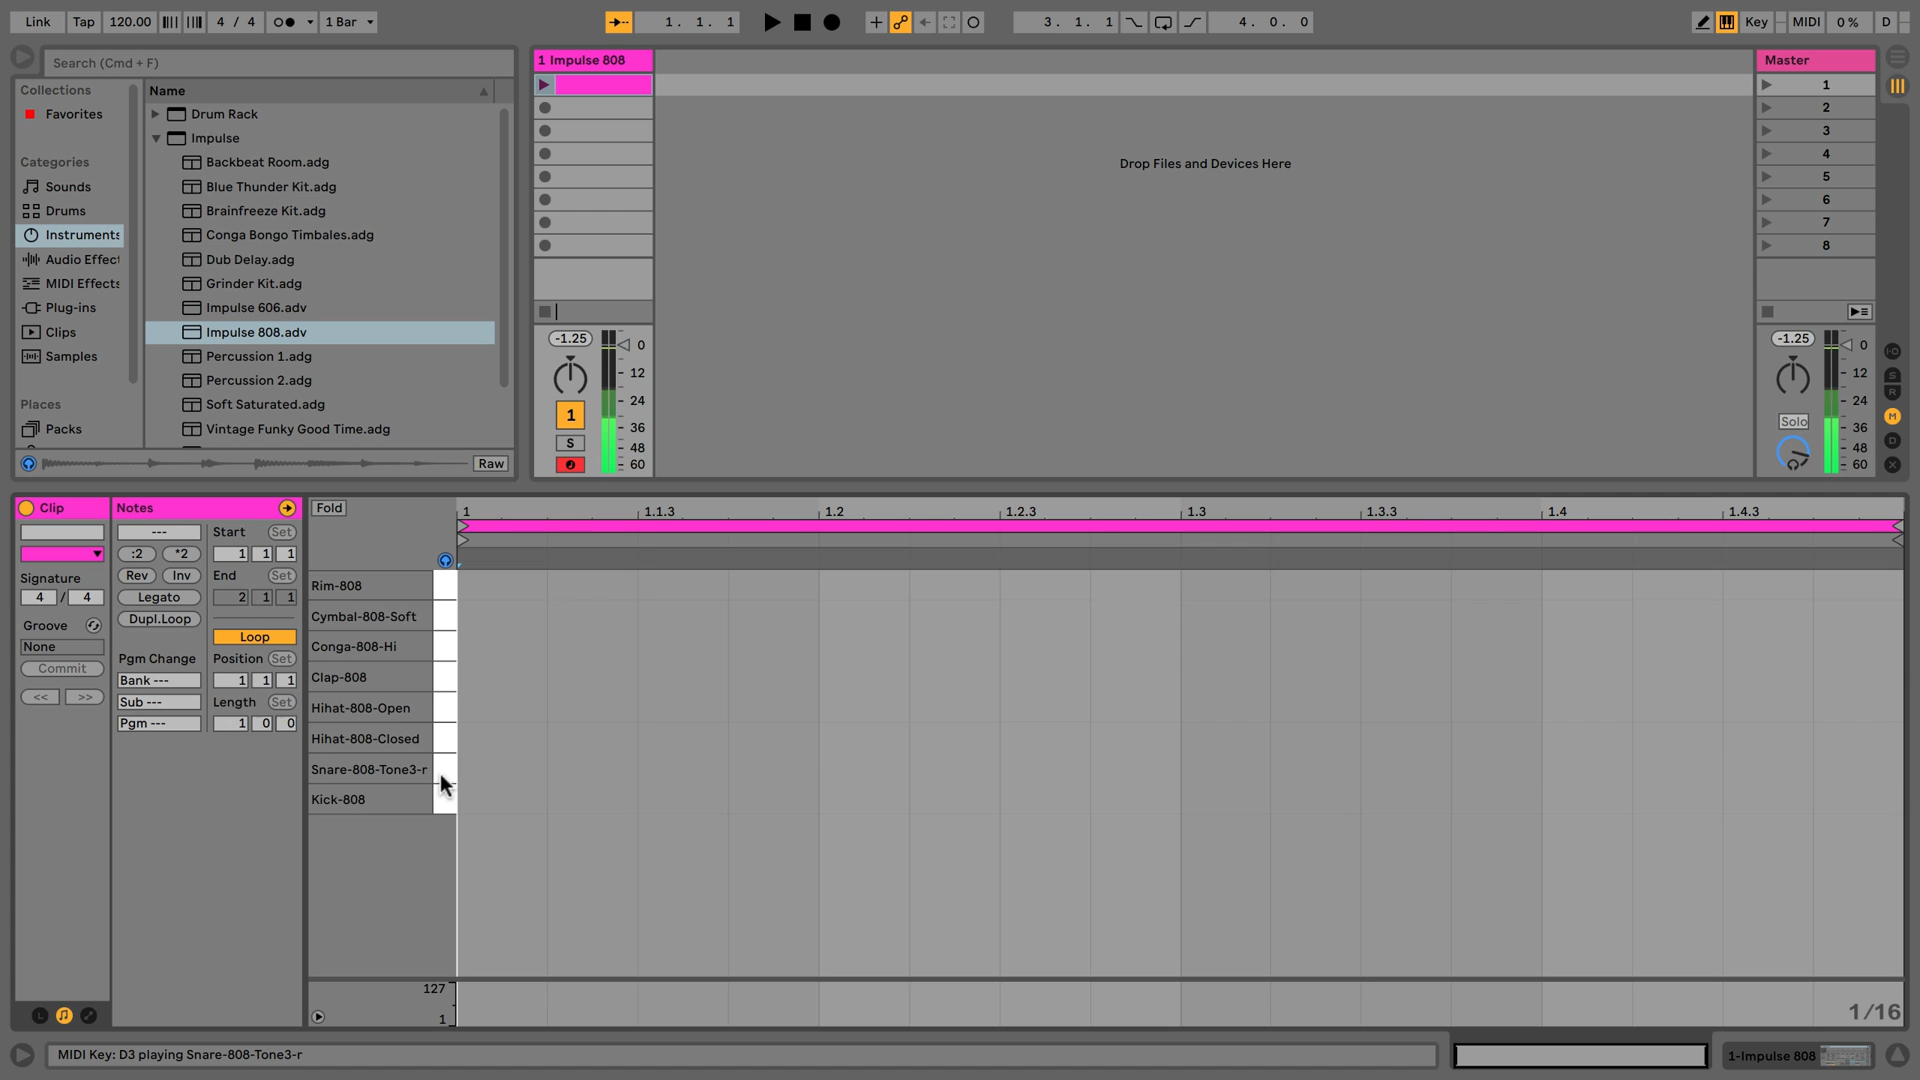 Link Tap 120.00 4 / 4 1 Bar 1. 1. 1 3. 1. 1 4. 0. 0 Key MIDI 0 % D
Search (Cmd + F)
Collections
Favorites
Categories
Sounds
Drums
Instruments
Audio Effect
MIDI Effects
Plug-ins
Clips
Samples
Places
Packs
Name
Drum Rack
Impulse
Backbeat Room.adg
Blue Thunder Kit.adg
Brainfreeze Kit.adg
Conga Bongo Timbales.adg
Dub Delay.adg
Grinder Kit.adg
Impulse 606.adv
Impulse 808.adv
Percussion 1.adg
Percussion 2.adg
Soft Saturated.adg
Vintage Funky Good Time.adg
Raw
1 Impulse 808
Drop Files and Devices Here
-1.25
0
12
24
36
48
60
1
S
Master
1
2
3
4
5
6
7
8
-1.25
0
12
24
36
48
60
Solo
I·O
S
R
M
D
X
Clip
Signature
4 / 4
Groove
None
Commit
<< >>
Notes
---
:2 *2
Rev Inv
Legato
Dupl.Loop
Pgm Change
Bank ---
Sub ---
Pgm ---
Start Set
1 1 1
End Set
2 1 1
Loop
Position Set
1 1 1
Length Set
1 0 0
L
Fold
1 1.1.3 1.2 1.2.3 1.3 1.3.3 1.4 1.4.3
Rim-808
Cymbal-808-Soft
Conga-808-Hi
Clap-808
Hihat-808-Open
Hihat-808-Closed
Snare-808-Tone3-r
Kick-808
127
1
1/16
MIDI Key: D3 playing Snare-808-Tone3-r
1-Impulse 808